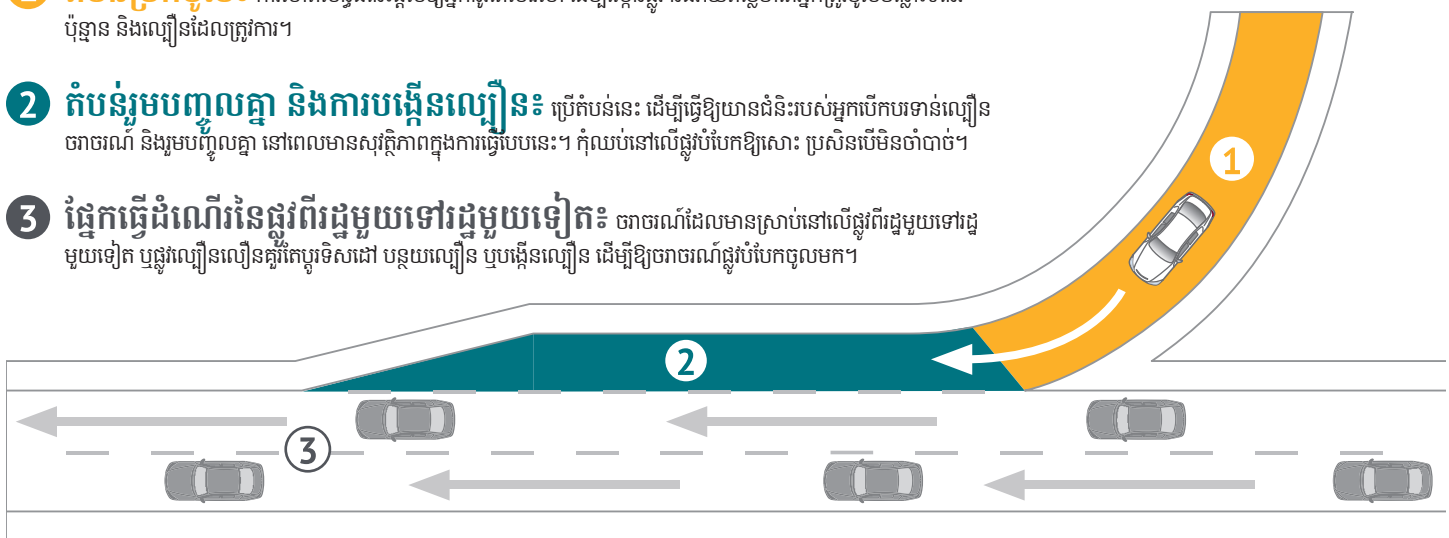 ប៉ុន្មាន និងល្បឿនដែលត្រូវការ។
2 តំបន់រួមបញ្ចូលគ្នា និងការបង្កើនល្បឿន៖ ប្រើតំបន់នេះ ដើម្បីធ្វើឱ្យយានជំនិះរបស់អ្នកបើកបរទាន់ល្បឿន
ចរាចរណ៍ និងរួមបញ្ចូលគ្នា នៅពេលមានសុវត្ថិភាពក្នុងការធ្វើបែបនេះ។ កុំឈប់នៅលើផ្លូវបំបែកឱ្យសោះ ប្រសិនបើមិនចាំបាច់។
3 ផ្នែកធ្វើដំណើរនៃផ្លូវពីរដ្ឋមួយទៅរដ្ឋមួយទៀត៖ ចរាចរណ៍ដែលមានស្រាប់នៅលើផ្លូវពីរដ្ឋមួយទៅរដ្ឋ
មួយទៀត ឬផ្លូវល្បឿនលឿនគួរតែប្តូរទិសដៅ បន្ថយល្បឿន ឬបង្កើនល្បឿន ដើម្បីឱ្យចរាចរណ៍ផ្លូវបំបែកចូលមក។
1
2
3